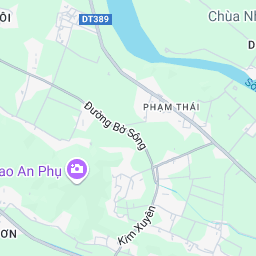 ÔI
DT389
Chùa Nh
D
Sô
Đường Bờ Sông
PHẠM THÁI
ao An Phụ
ƠN
Kim Xuyên